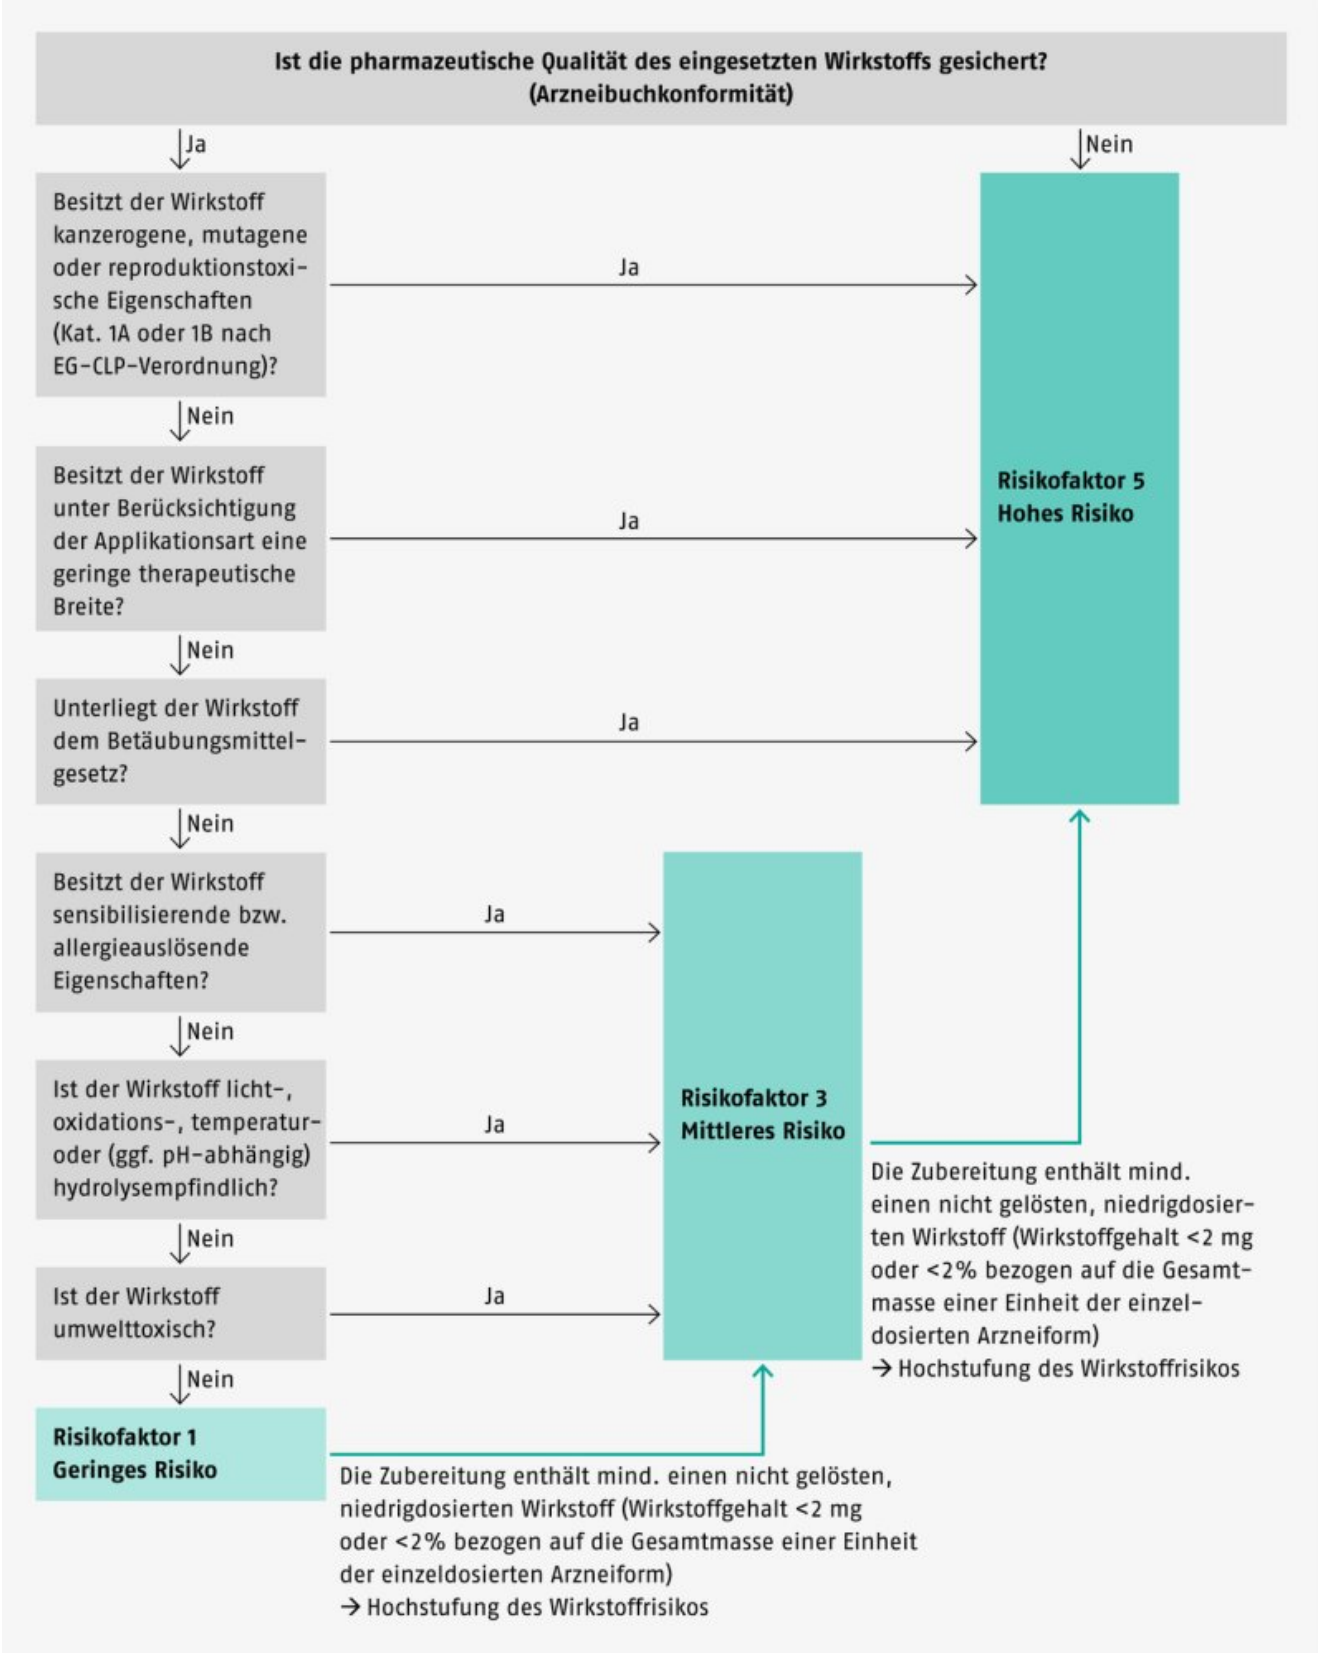 Ist die pharmazeutische Qualität des eingesetzten Wirkstoffs gesichert?
(Arzneibuchkonformität)
Ja
Nein
Besitzt der Wirkstoff
kanzerogene, mutagene
oder reproduktionstoxi-
sche Eigenschaften
(Kat. 1A oder 1B nach
EG-CLP-Verordnung)?
Ja
Nein
Besitzt der Wirkstoff
unter Berücksichtigung
der Applikationsart eine
geringe therapeutische
Breite?
Ja
Risikofaktor 5
Hohes Risiko
Nein
Unterliegt der Wirkstoff
dem Betäubungsmittel-
gesetz?
Ja
Nein
Besitzt der Wirkstoff
sensibilisierende bzw.
allergieauslösende
Eigenschaften?
Ja
Nein
Ist der Wirkstoff licht-,
oxidations-, temperatur-
oder (ggf. pH-abhängig)
hydrolysempfindlich?
Ja
Risikofaktor 3
Mittleres Risiko
Die Zubereitung enthält mind.
einen nicht gelösten, niedrigdosier-
ten Wirkstoff (Wirkstoffgehalt <2 mg
oder <2% bezogen auf die Gesamt-
masse einer Einheit der einzel-
dosierten Arzneiform)
→ Hochstufung des Wirkstoffrisikos
Nein
Ist der Wirkstoff
umwelttoxisch?
Ja
Nein
Risikofaktor 1
Geringes Risiko
Die Zubereitung enthält mind. einen nicht gelösten,
niedrigdosierten Wirkstoff (Wirkstoffgehalt <2 mg
oder <2% bezogen auf die Gesamtmasse einer Einheit
der einzeldosierten Arzneiform)
→ Hochstufung des Wirkstoffrisikos